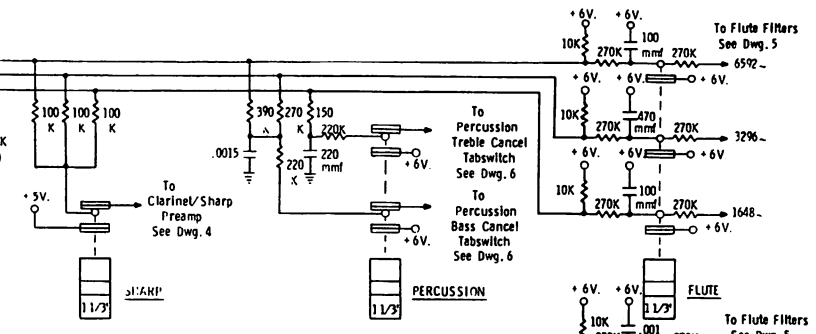 + 6V. + 6V.
To Flute Filters
See Dwg. 5
10K 270K 100 mmf 270K
6592~
+ 6V. + 6V. + 6V.
100 K 100 K 100 K
390 K 270 K 150 K
220K
.0015
220 K
220 mmf
To
Percussion
Treble Cancel
Tabswitch
See Dwg. 6
+6V.
10K 270K 470 mmf 270K
3296~
+ 6V. + 6V. + 6V
K
+ 5V.
To
Clarinet/Sharp
Preamp
See Dwg. 4
To
Percussion
Bass Cancel
Tabswitch
See Dwg. 6
+6V.
10K 270K 100 mmf 270K
1648~
+ 6V.
1 1/3'
SHARP
1 1/3'
PERCUSSION
1 1/3'
FLUTE
+ 6V. + 6V.
10K
.001
To Flute Filters